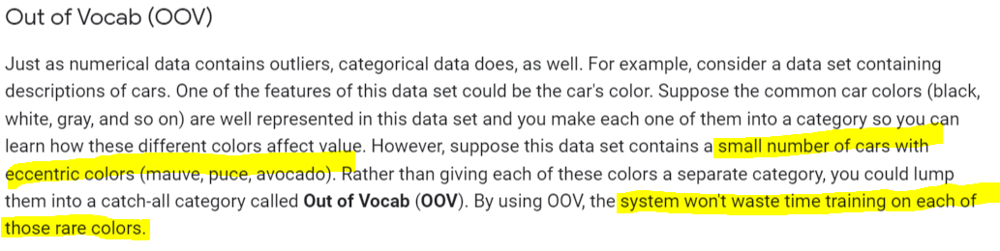 Out of Vocab (OOV)
Just as numerical data contains outliers, categorical data does, as well. For example, consider a data set containing
descriptions of cars. One of the features of this data set could be the car's color. Suppose the common car colors (black,
white, gray, and so on) are well represented in this data set and you make each one of them into a category so you can
learn how these different colors affect value. However, suppose this data set contains a small number of cars with
eccentric colors (mauve, puce, avocado). Rather than giving each of these colors a separate category, you could lump
them into a catch-all category called Out of Vocab (OOV). By using OOV, the system won't waste time training on each of
those rare colors.